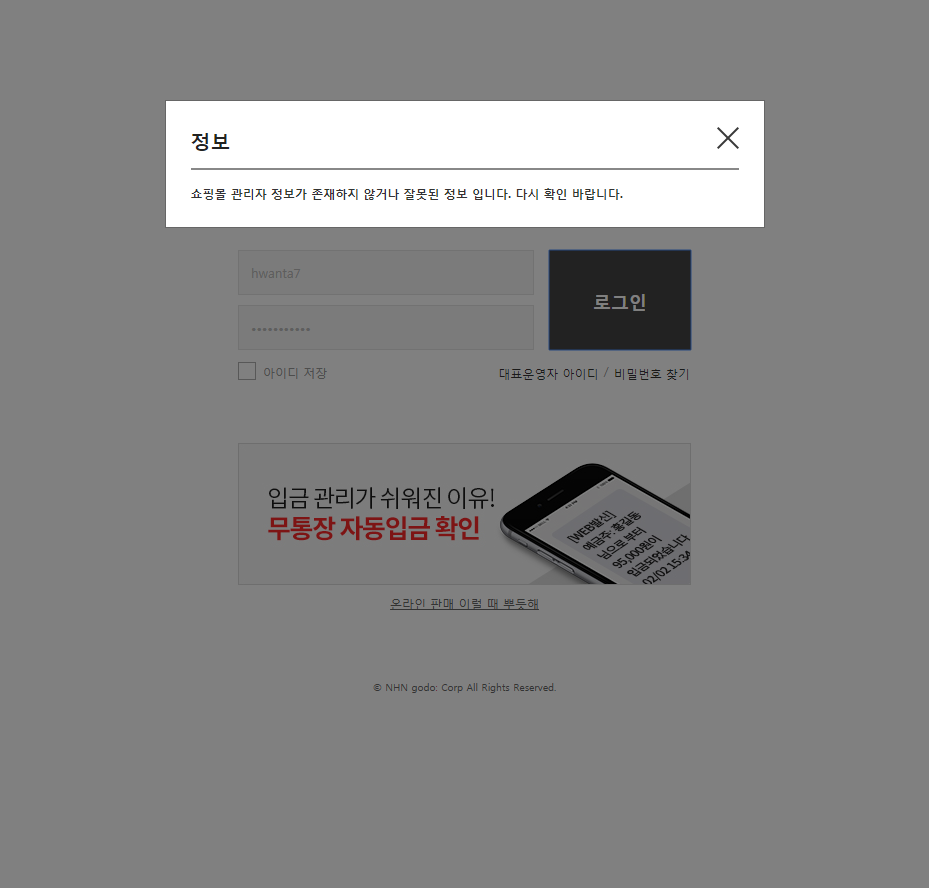 정보
쇼핑몰 관리자 정보가 존재하지 않거나 잘못된 정보 입니다. 다시 확인 바랍니다.
hwanta7
•••••••••••
로그인
아이디 저장
대표운영자 아이디 / 비밀번호 찾기
입금 관리가 쉬워진 이유!
무통장 자동입금 확인
[WEB발신]
예금주: 홍길동
님으로 부터
95,000원이
입금되었습니다
02/02 15:34
온라인 판매 이럴 때 뿌듯해
© NHN godo: Corp All Rights Reserved.